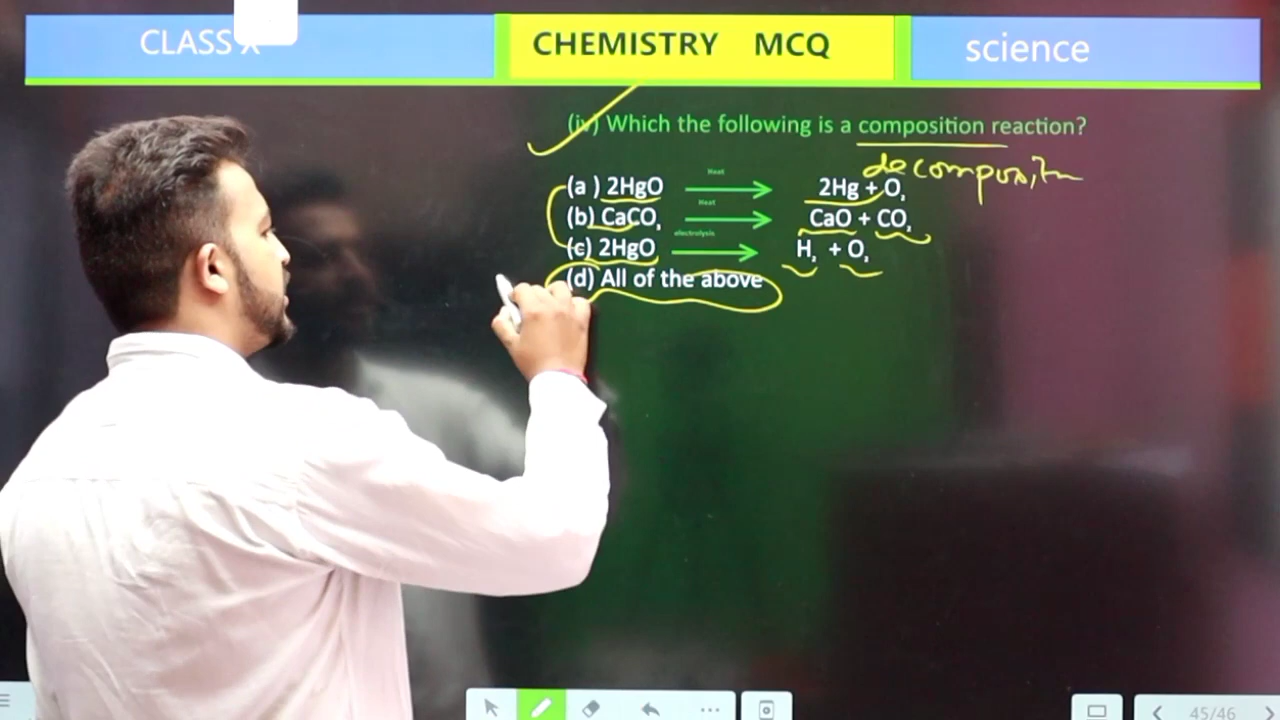 CLASS X
CHEMISTRY MCQ
science
(iv) Which the following is a composition reaction?
decomposition
(a ) 2HgO Heat 2Hg + O₂
(b) CaCO₃ Heat CaO + CO₂
(c) 2HgO electrolysis H₂ + O₂
(d) All of the above
45/46